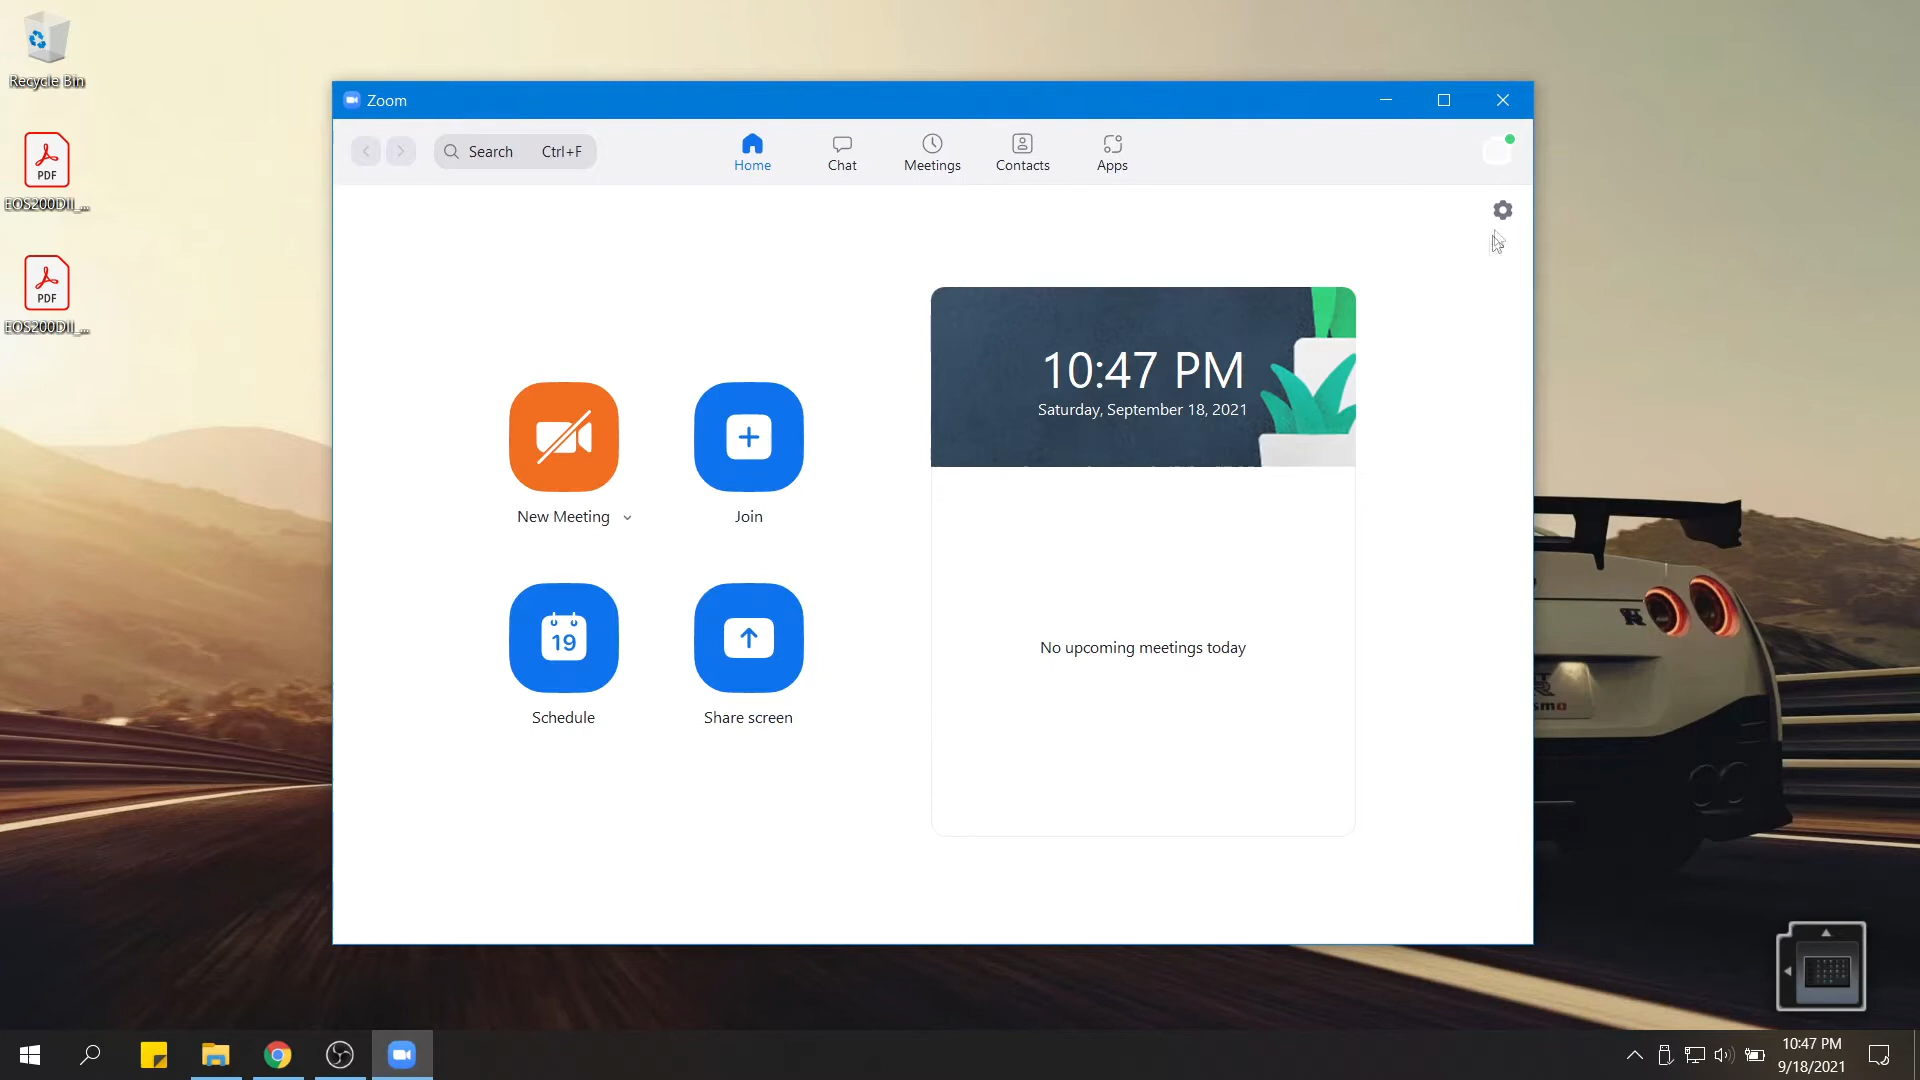 Recycle Bin
EOS200DII_...
EOS200DII_...
Zoom
Search Ctrl+F
Home
Chat
Meetings
Contacts
Apps
10:47 PM
Saturday, September 18, 2021
New Meeting
Join
19
Schedule
Share screen
No upcoming meetings today
PDF
PDF
10:47 PM
9/18/2021